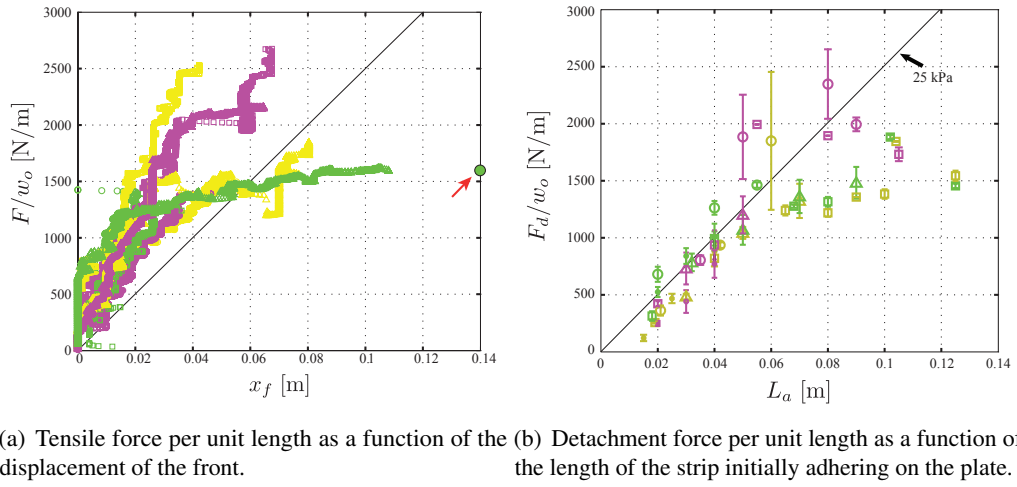 3000
2500
2000
1500
1000
500
0
F/w_o [N/m]
0 0.02 0.04 0.06 0.08 0.1 0.12 0.14
x_f [m]
3000
2500
2000
1500
1000
500
0
F_d/w_o [N/m]
25 kPa
0.02 0.04 0.06 0.08 0.1 0.12 0.14
L_a [m]
(a) Tensile force per unit length as a function of the
displacement of the front.
(b) Detachment force per unit length as a function of
the length of the strip initially adhering on the plate.